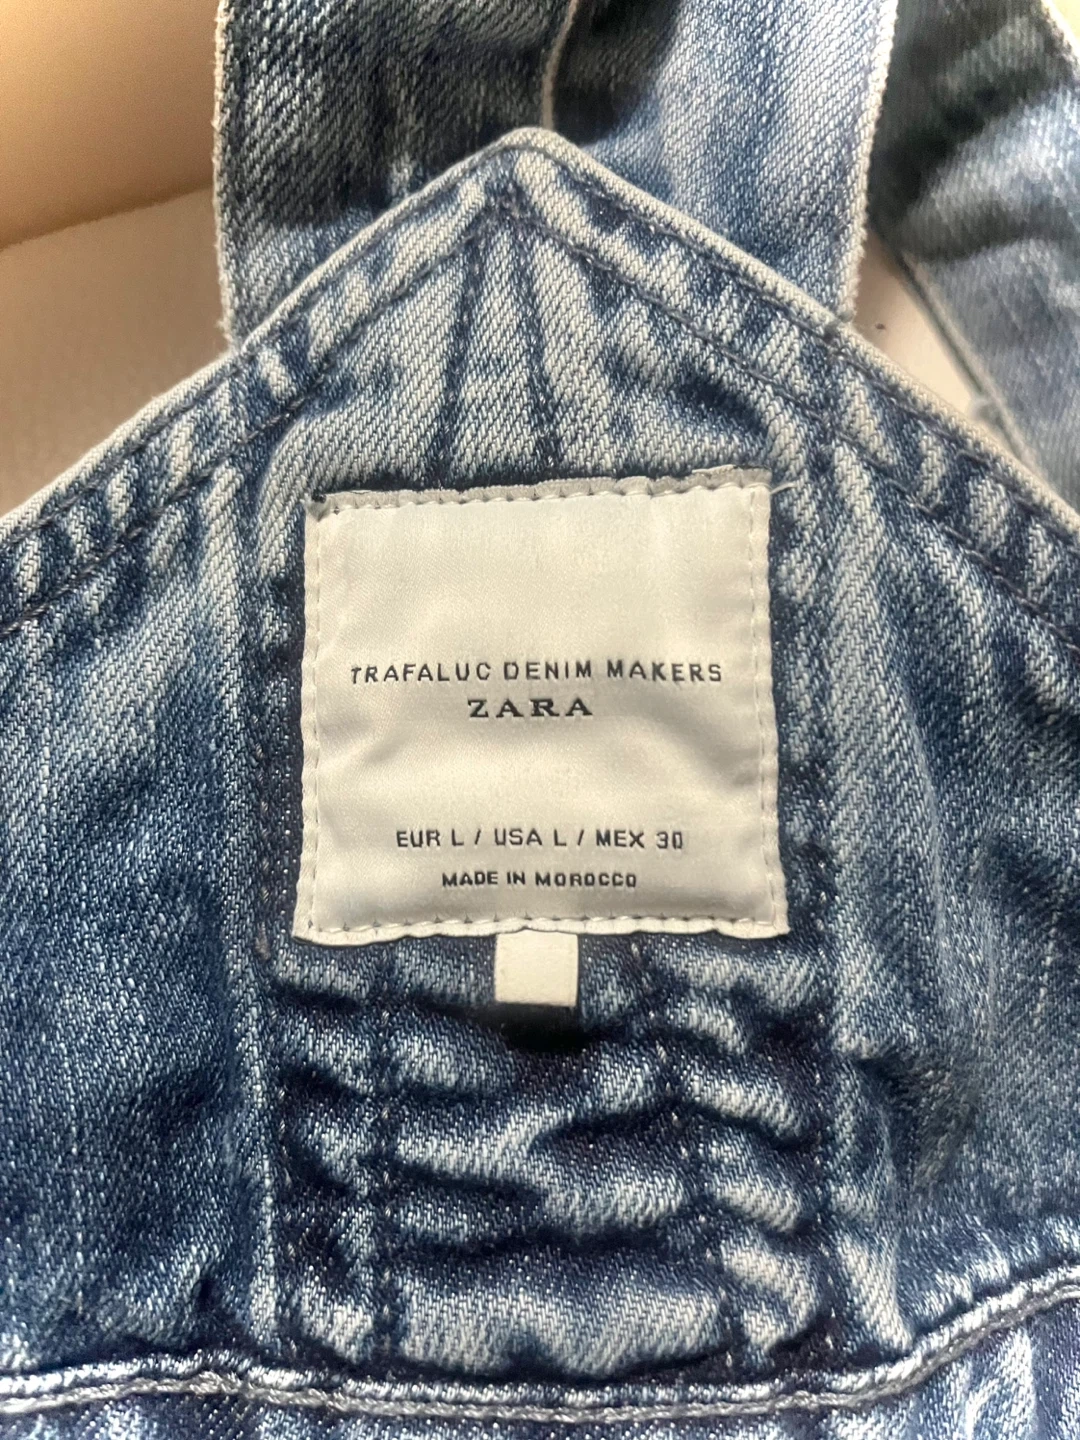 TRAFALUC DENIM MAKERS
ZARA
EUR L / USA L / MEX 30
MADE IN MOROCCO